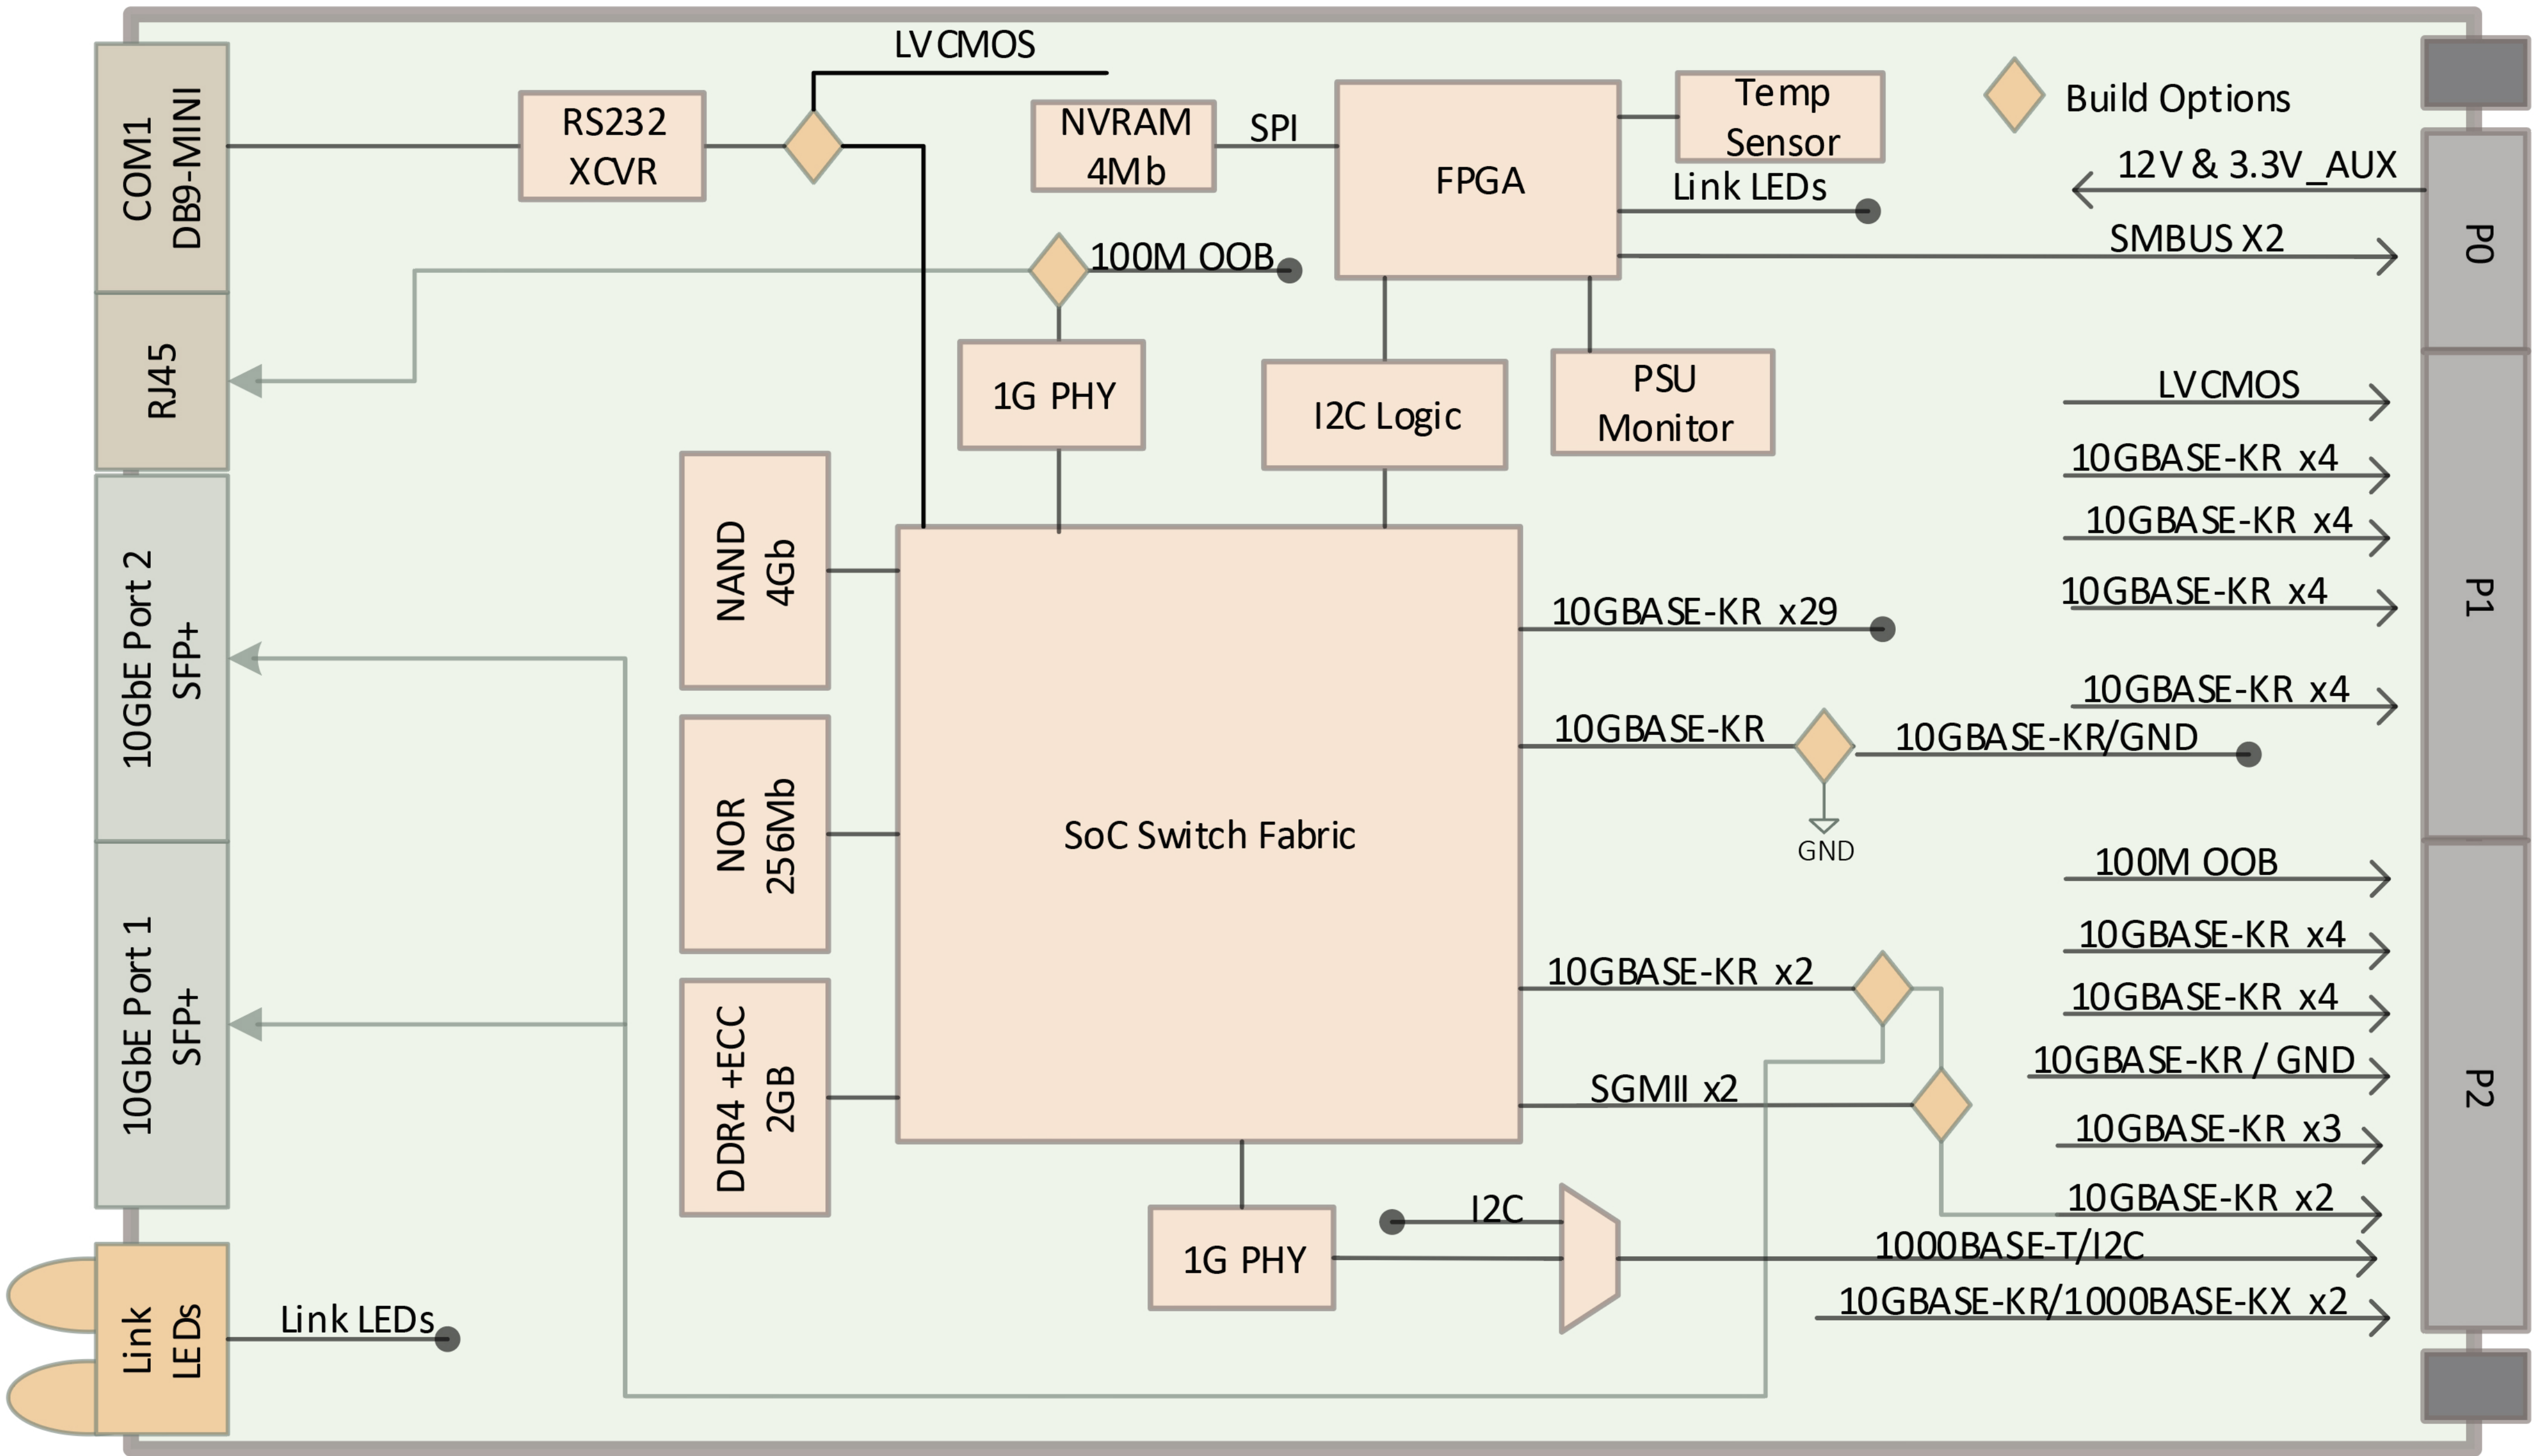 LVCMOS
COM1
DB9-MINI
RS232
XCVR
NVRAM
4Mb
SPI
FPGA
Temp
Sensor
Link LEDs
Build Options
12V & 3.3V_AUX
SMBUS X2
P0
100M OOB
RJ45
1G PHY
I2C Logic
PSU
Monitor
LVCMOS
10GBASE-KR x4
10GBASE-KR x4
10GBASE-KR x4
10GBASE-KR x4
P1
10GbE Port 2
SFP+
NAND
4Gb
10GBASE-KR x29
10GBASE-KR
10GBASE-KR/GND
GND
NOR
256Mb
SoC Switch Fabric
10GbE Port 1
SFP+
DDR4 +ECC
2GB
10GBASE-KR x2
SGMII x2
100M OOB
10GBASE-KR x4
10GBASE-KR x4
10GBASE-KR / GND
10GBASE-KR x3
10GBASE-KR x2
1000BASE-T/I2C
10GBASE-KR/1000BASE-KX x2
P2
I2C
1G PHY
Link
LEDs
Link LEDs